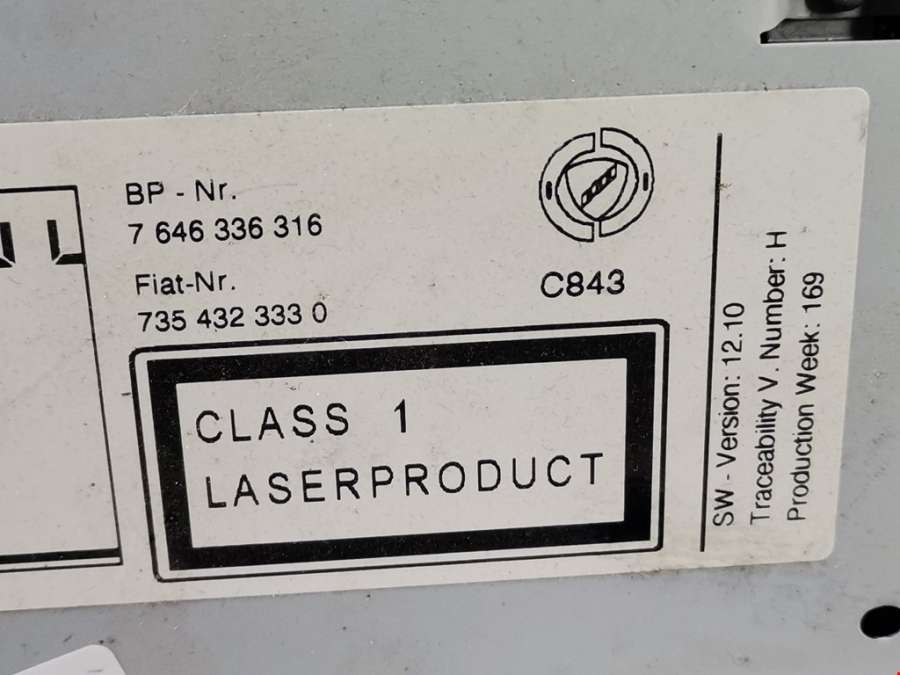 BP - Nr.
7 646 336 316
Fiat-Nr.
735 432 333 0
C843
CLASS 1
LASERPRODUCT
SW - Version: 12.10
Traceability V. Number: H
Production Week: 169